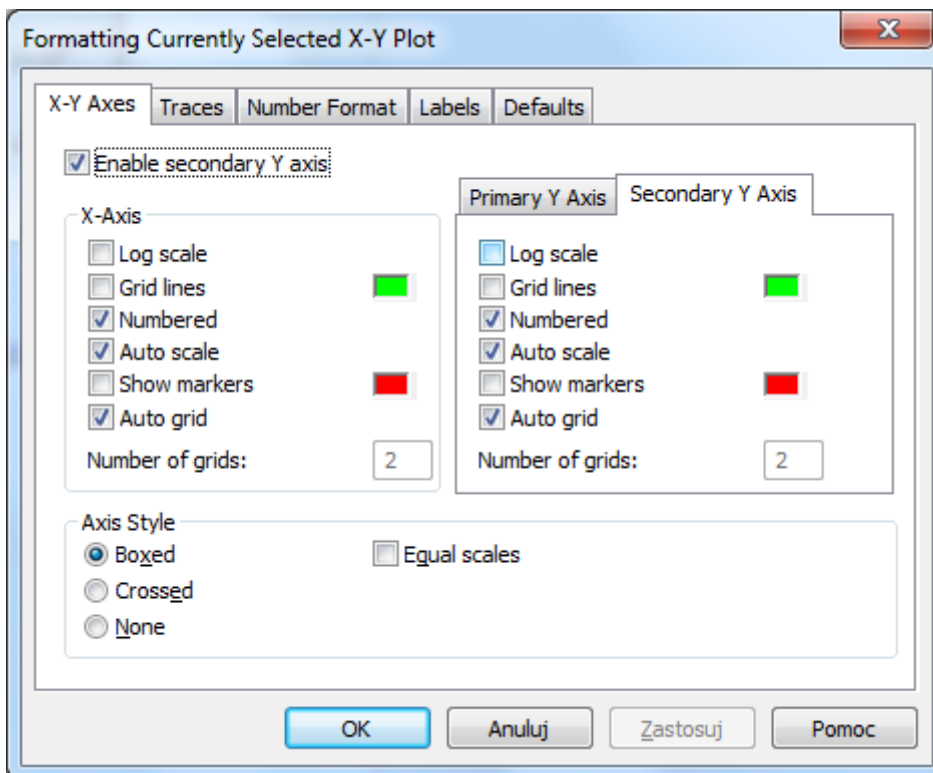 Formatting Currently Selected X-Y Plot
X-Y Axes Traces Number Format Labels Defaults
Enable secondary Y axis
X-Axis
Log scale
Grid lines
Numbered
Auto scale
Show markers
Auto grid
Number of grids: 2
Primary Y Axis Secondary Y Axis
Log scale
Grid lines
Numbered
Auto scale
Show markers
Auto grid
Number of grids: 2
Axis Style
Boxed
Crossed
None
Equal scales
OK Anuluj Zastosuj Pomoc